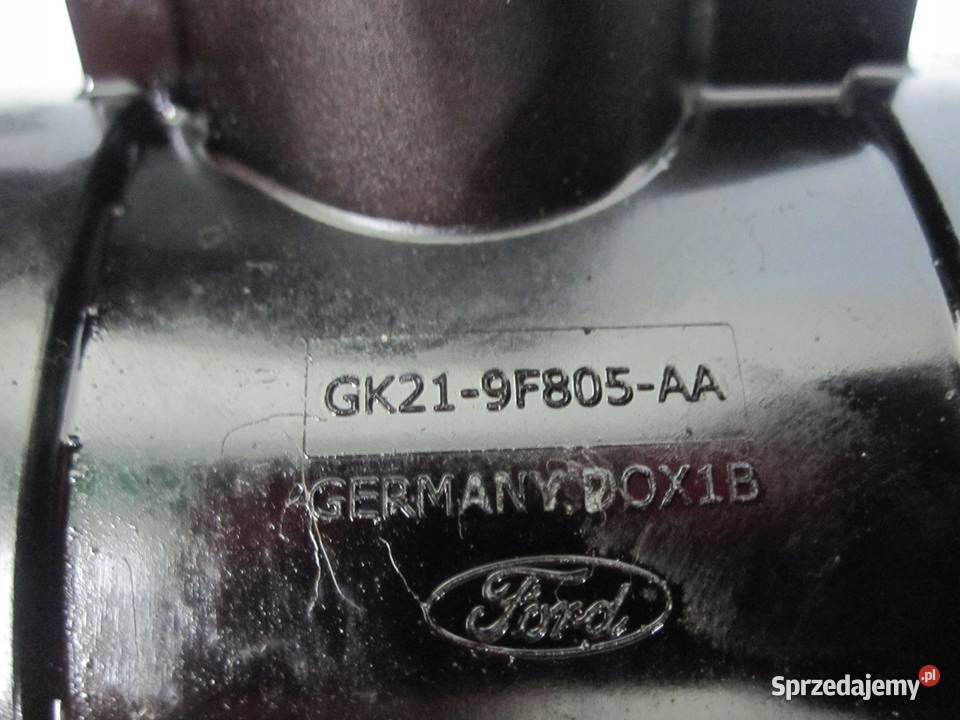 GK21-9F805-AA
GERMANY DOX1B
Ford
Sprzedajemy.pl